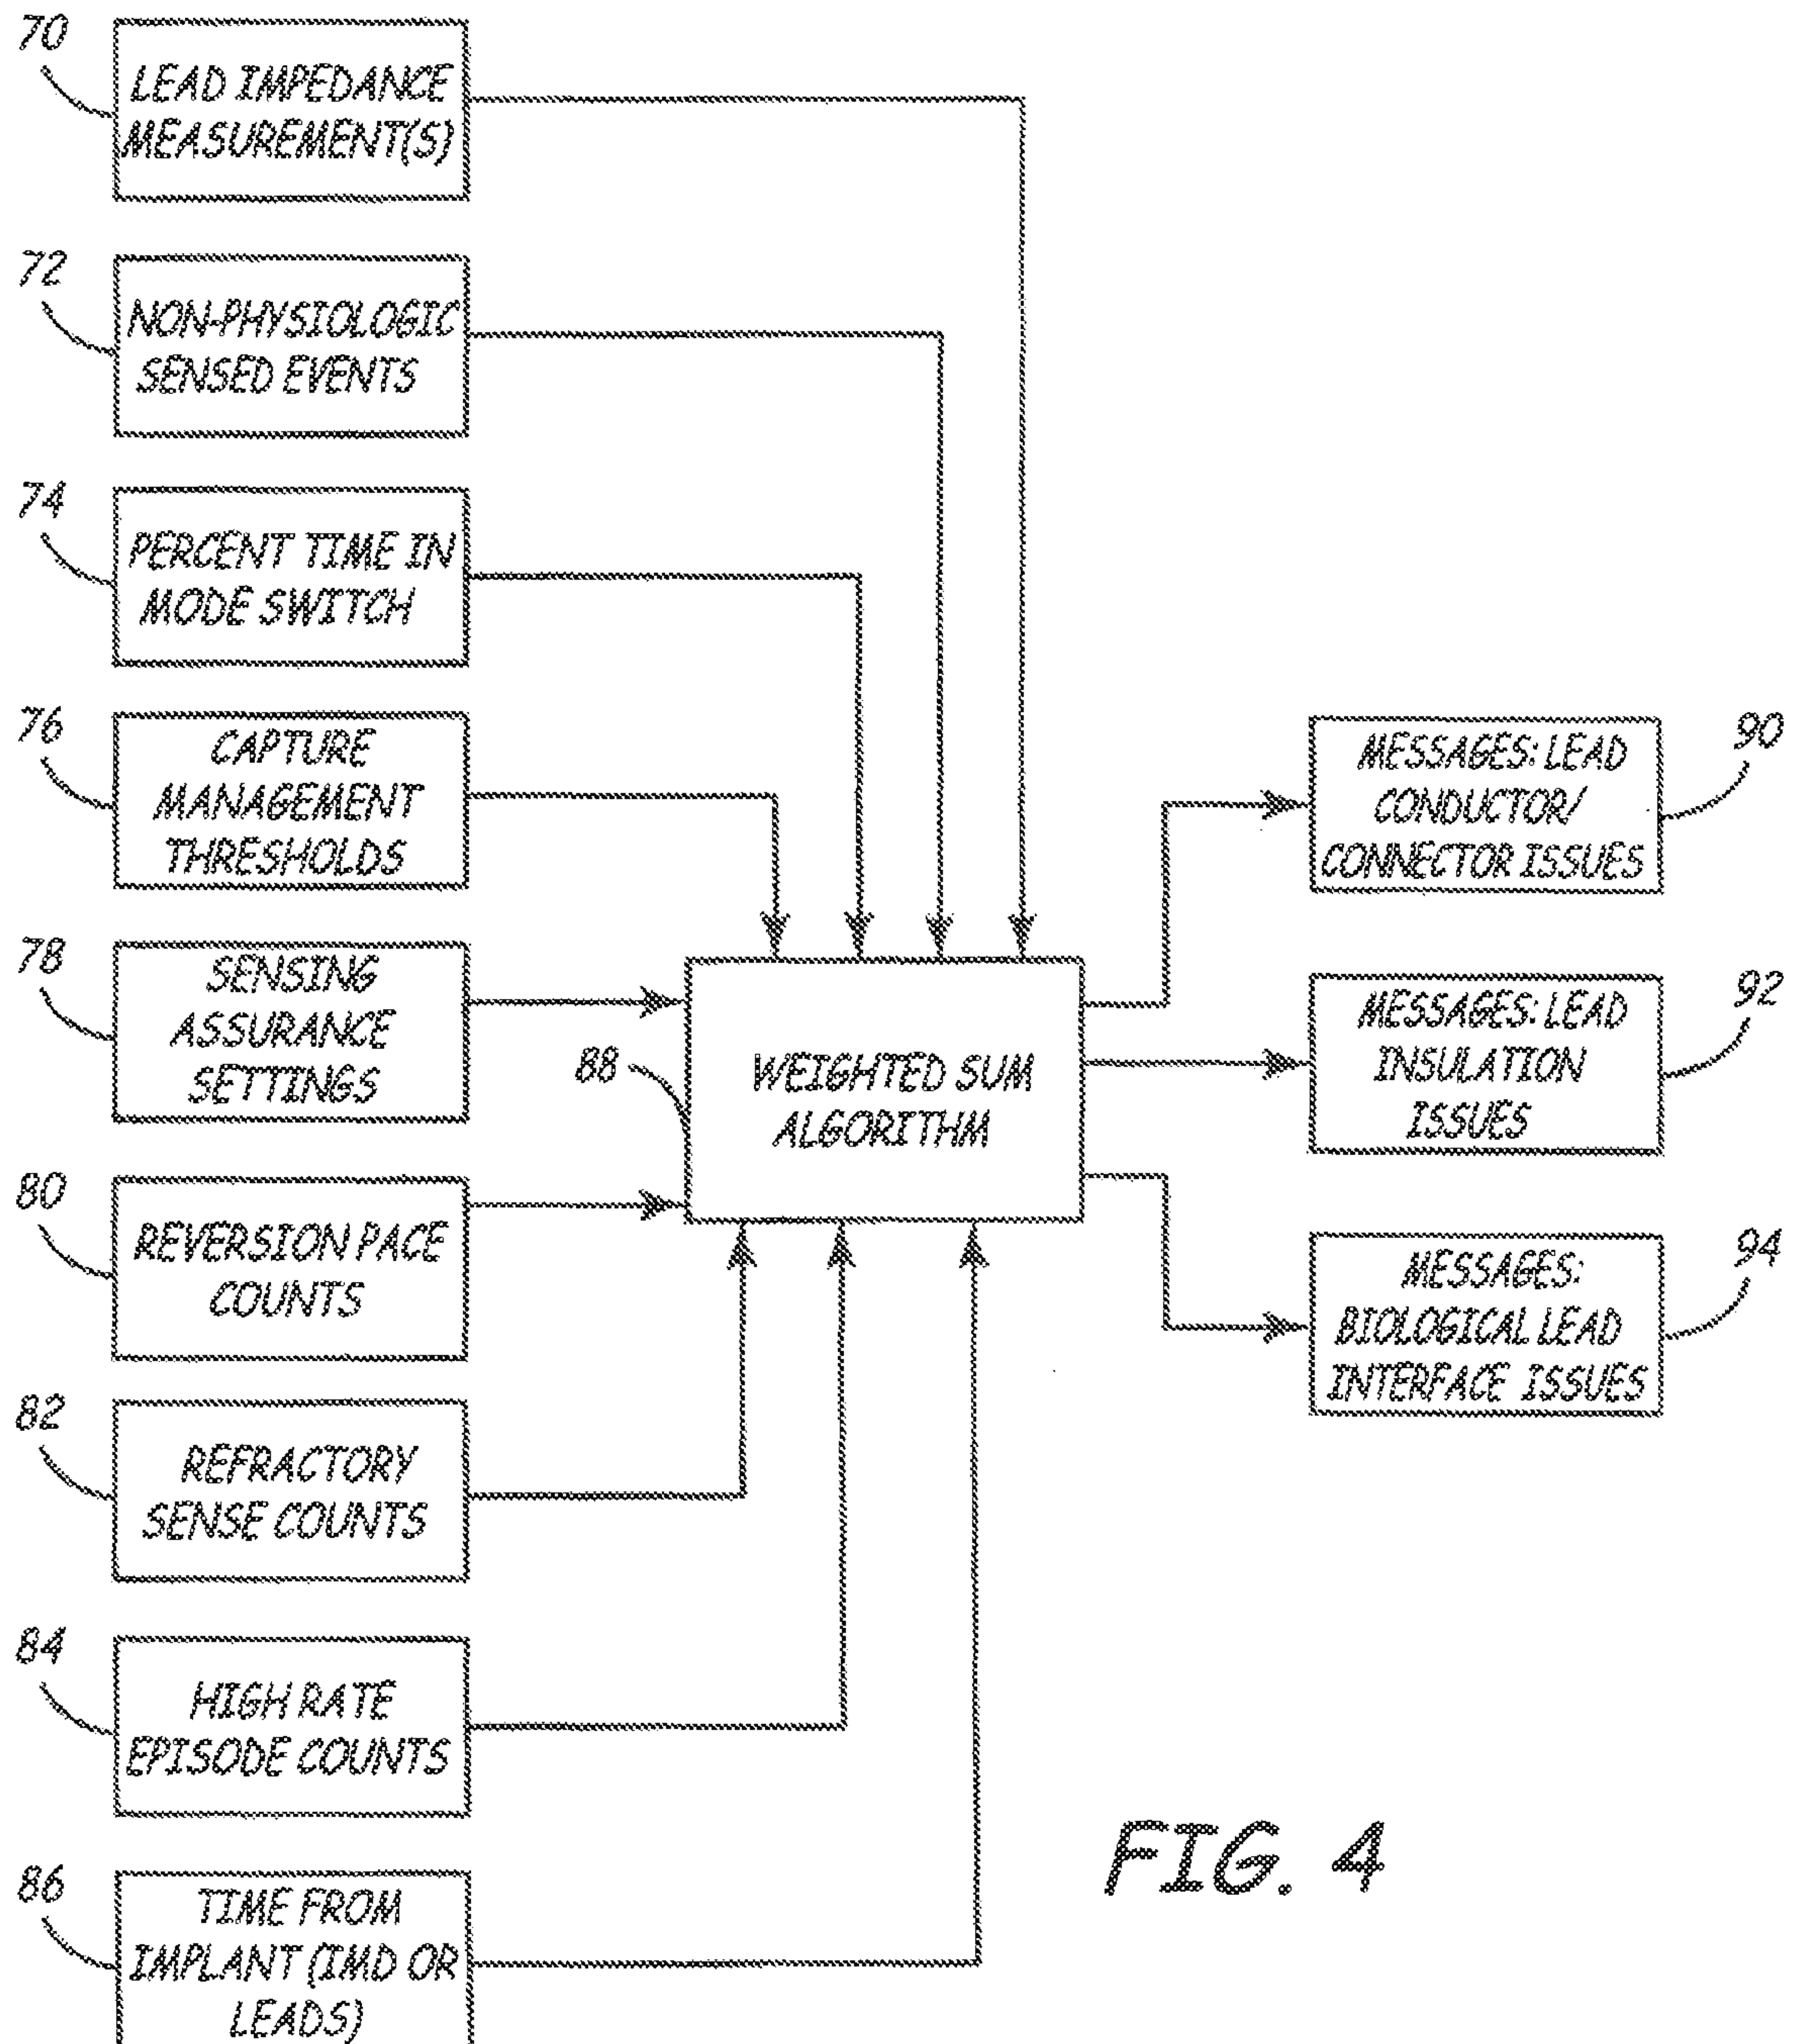 70
LEAD IMPEDANCE
MEASUREMENT(S)
72
NON-PHYSIOLOGIC
SENSED EVENTS
74
PERCENT TIME IN
MODE SWITCH
76
CAPTURE
MANAGEMENT
THRESHOLDS
78
SENSING
ASSURANCE
SETTINGS
80
REVERSION PACE
COUNTS
82
REFRACTORY
SENSE COUNTS
84
HIGH RATE
EPISODE COUNTS
86
TIME FROM
IMPLANT (IMD OR
LEADS)
88
WEIGHTED SUM
ALGORITHM
90
MESSAGES: LEAD
CONDUCTOR/
CONNECTOR ISSUES
92
MESSAGES: LEAD
INSULATION
ISSUES
94
MESSAGES:
BIOLOGICAL LEAD
INTERFACE ISSUES
FIG. 4